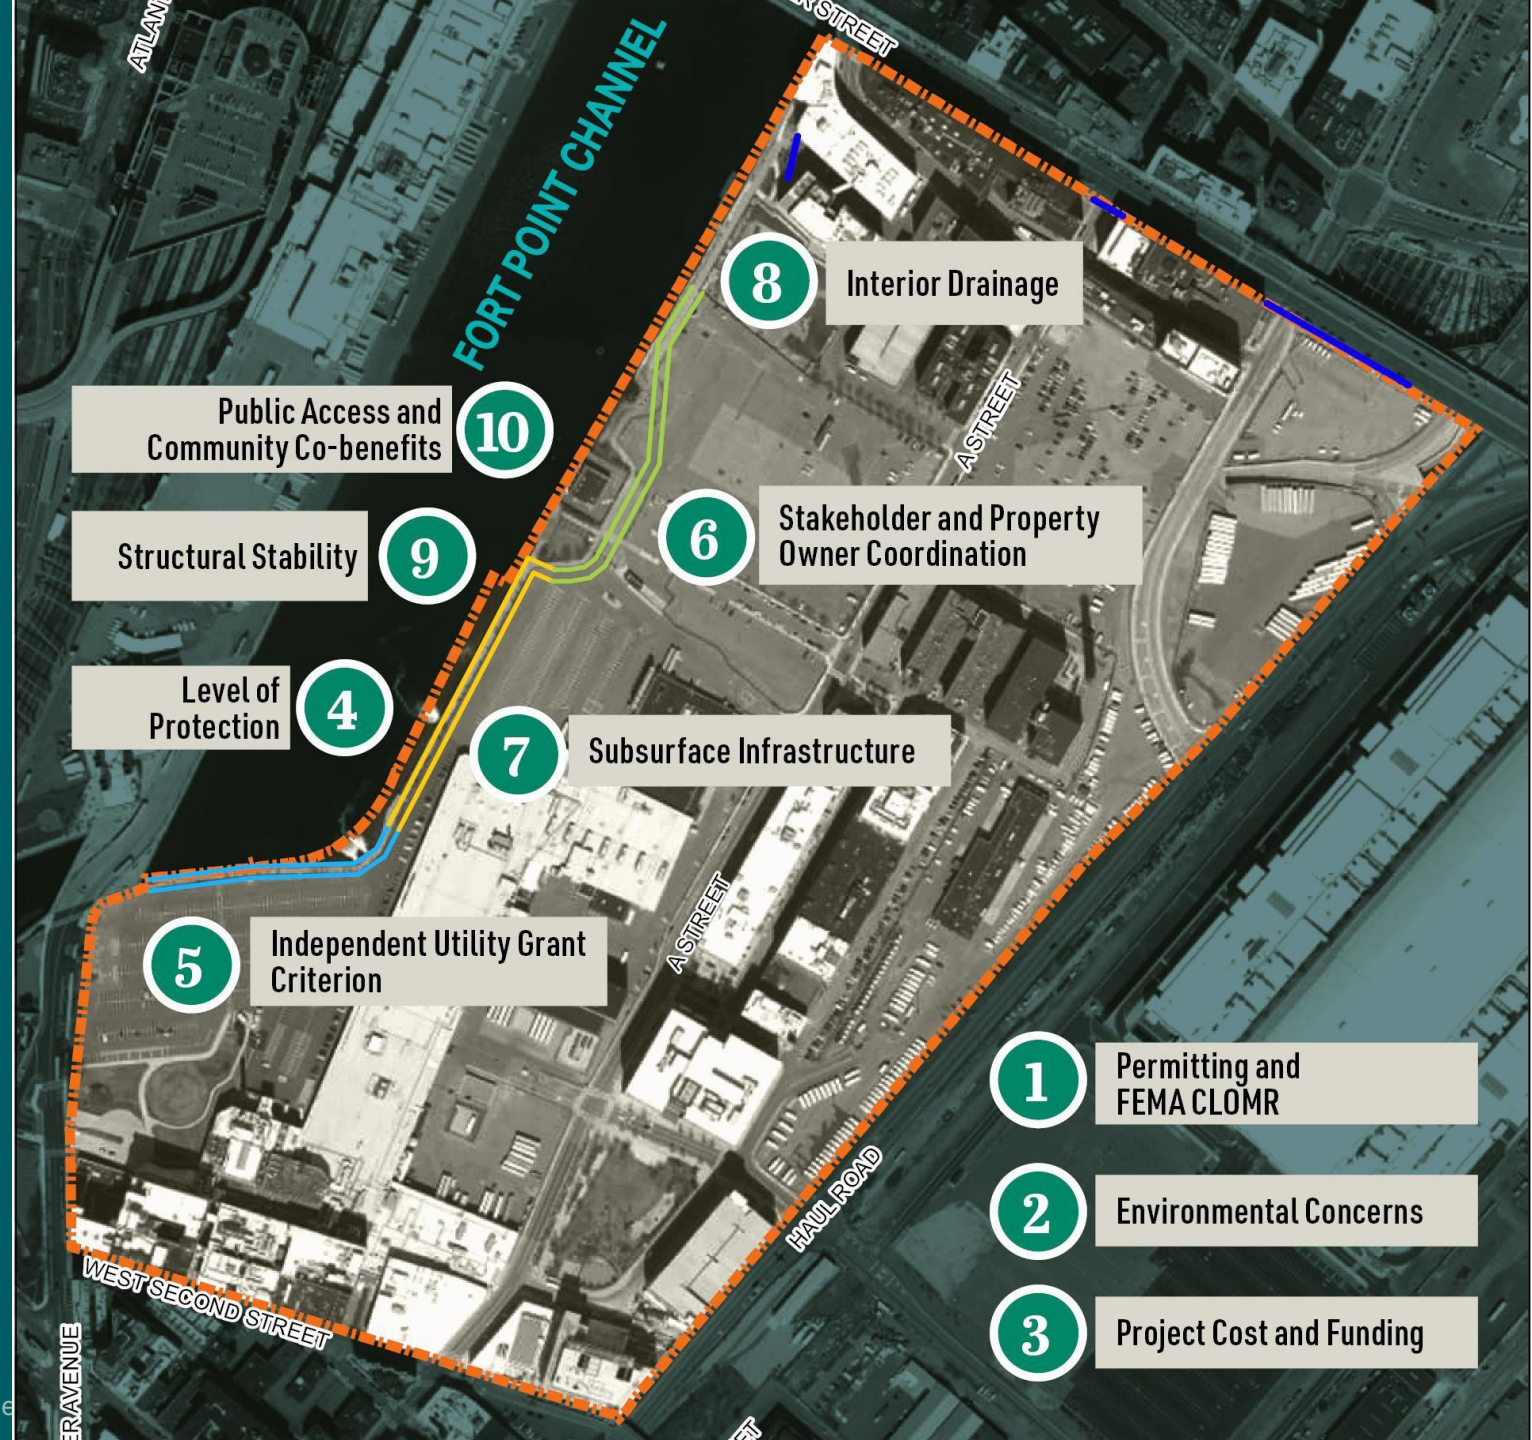 FORT POINT CHANNEL
STREET
8
Interior Drainage
A STREET
Public Access and
Community Co-benefits
10
Structural Stability
9
6
Stakeholder and Property
Owner Coordination
Level of
Protection
4
7
Subsurface Infrastructure
A STREET
5
Independent Utility Grant
Criterion
1
Permitting and
FEMA CLOMR
2
Environmental Concerns
HAUL ROAD
3
Project Cost and Funding
WEST SECOND STREET
AVENUE